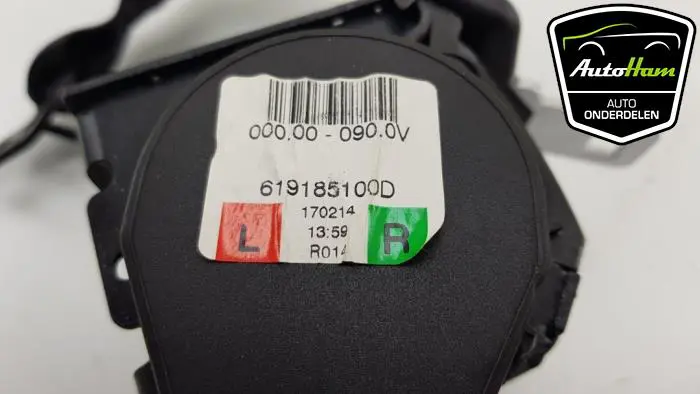 000.00 - 090.0V
619185100D
170214
13:59
R014
L
R
AutoHam
AUTO
ONDERDELEN